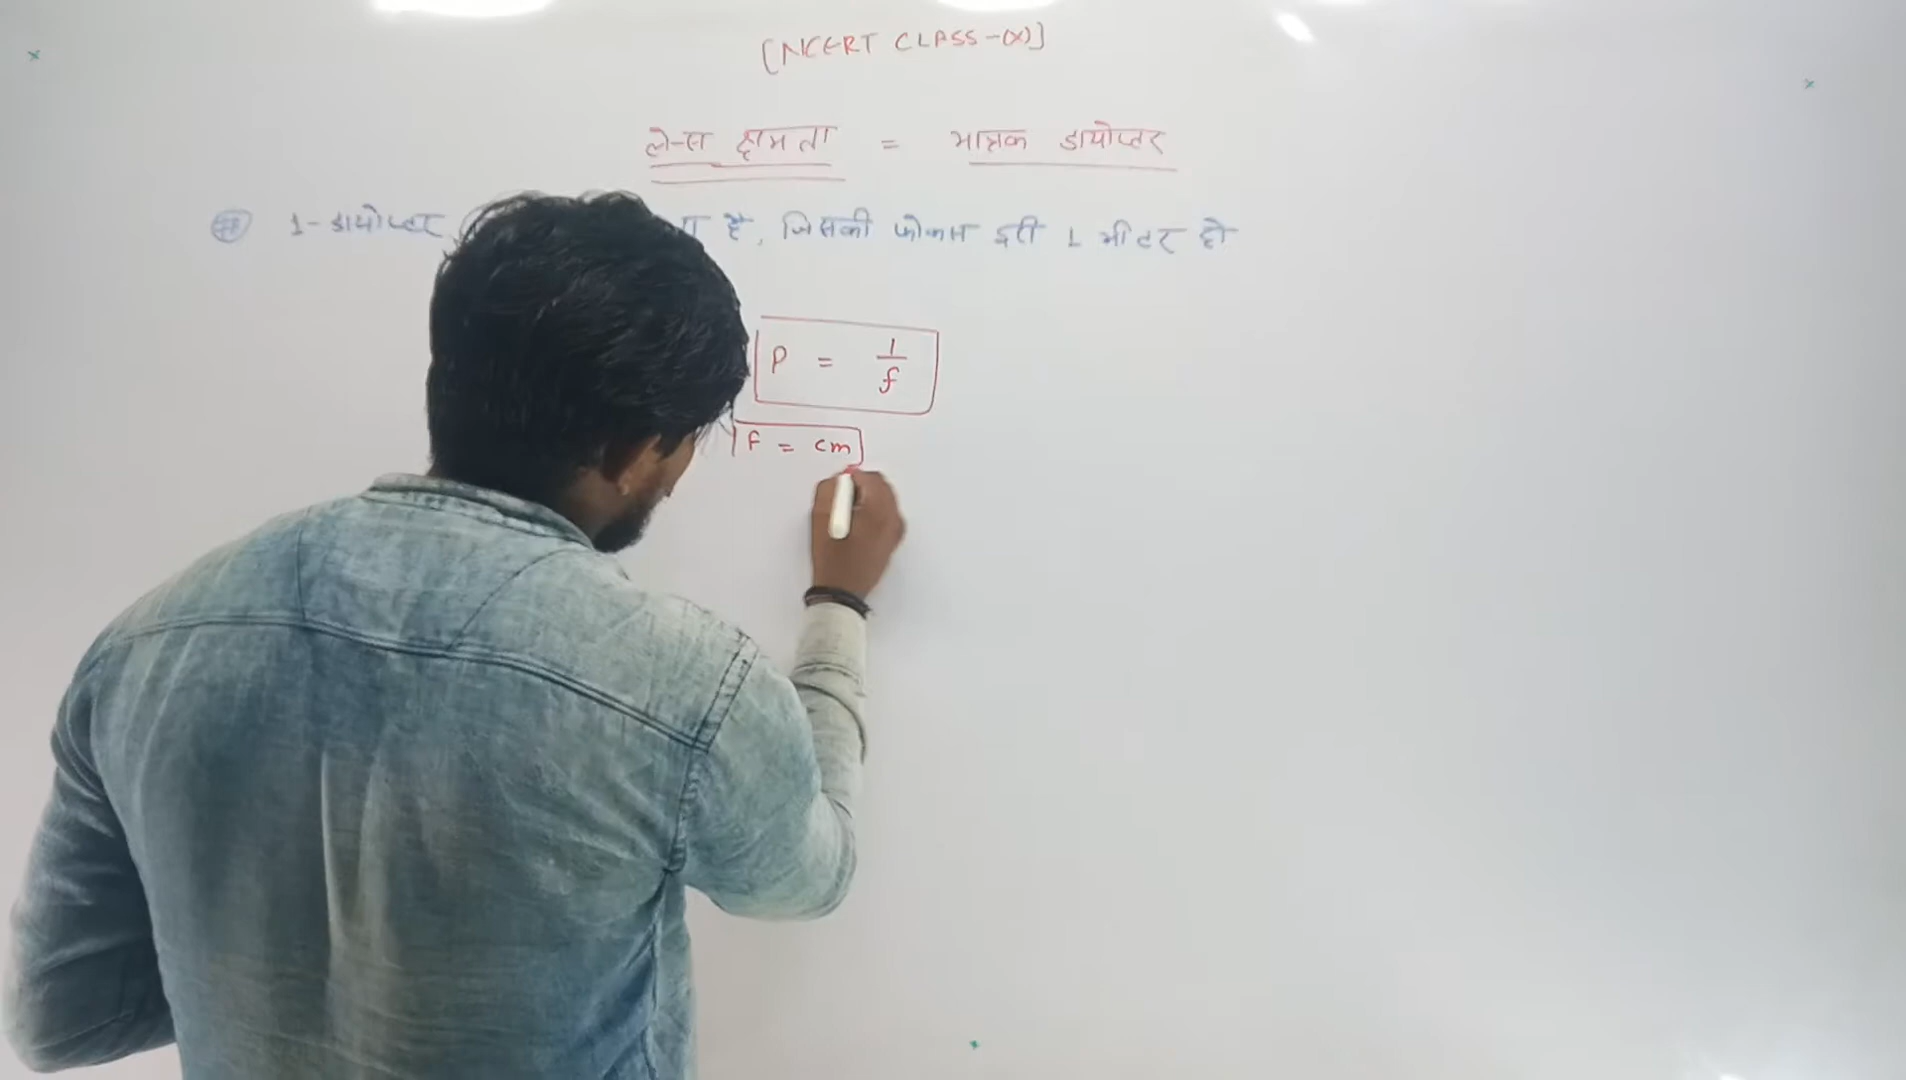 [NCERT CLASS-(X)]
लेन्स क्षमता = मात्रक डायोप्टर
# 1-डायोप्टर है, जिसकी फोकस दूरी 1 मीटर हो
P = 1/f
F = cm